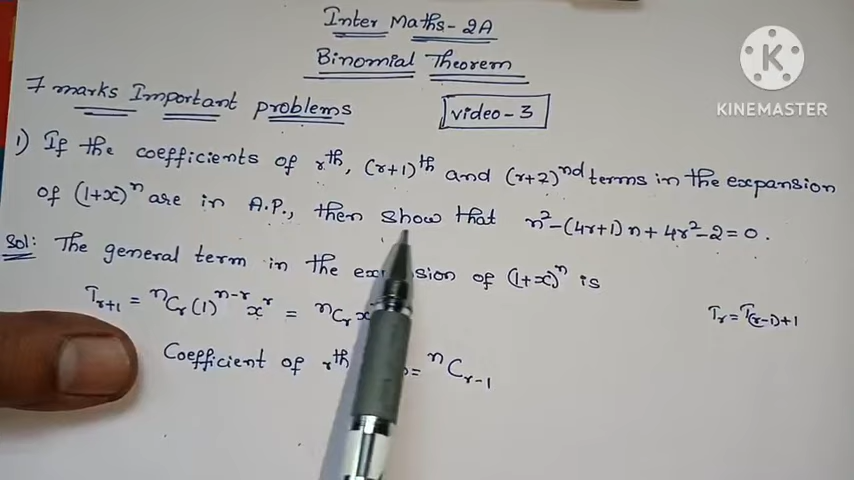 Inter Maths-2A
Binomial Theorem
7 marks Important problems
video-3
K
KINEMASTER
1) If the coefficients of rth, (r+1)th and (r+2)nd terms in the expansion
of (1+x)^n are in A.P., then show that n²-(4r+1)n+4r²-2=0.
Sol: The general term in the of (1+x)^n is
T_{r+1} = ⁿC_r (1)^{n-r} x^r = ⁿC_r x
T_r = T_{(r-1)+1}
Coefficient of rth = ⁿC_{r-1}